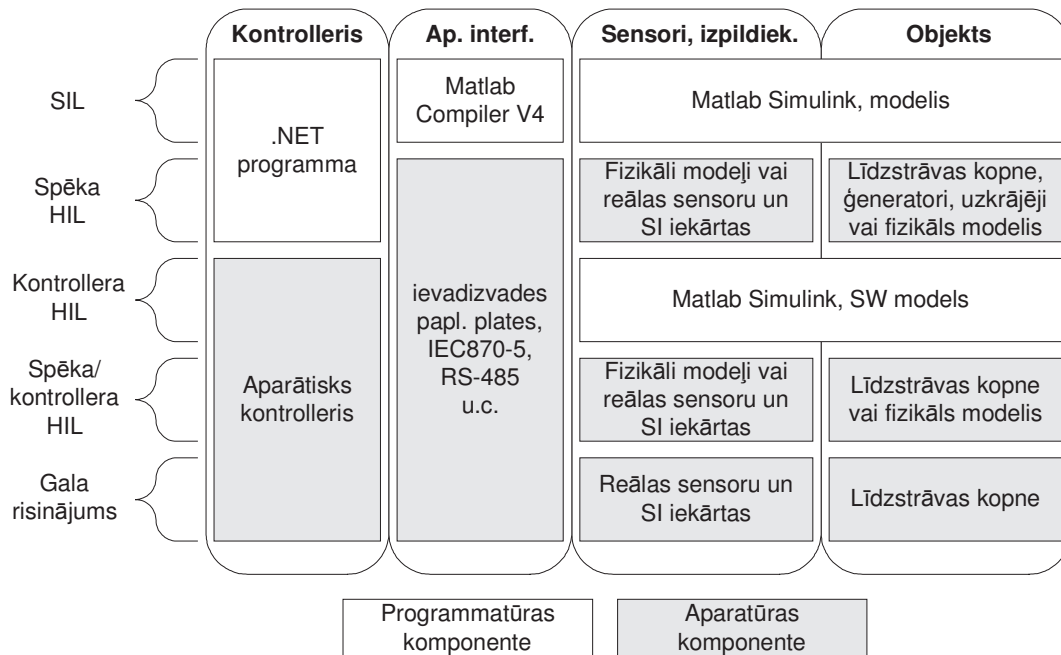 Kontrolleris
Ap. interf.
Sensori, izpildiek.
Objekts
SIL
.NET
programma
Matlab
Compiler V4
Matlab Simulink, modelis
Spēka
HIL
Fizikāli modeļi vai
reālas sensoru un
SI iekārtas
Līdzstrāvas kopne,
ģeneratori, uzkrājēji
vai fizikāls modelis
Kontrollera
HIL
ievadizvades
papl. plates,
IEC870-5,
RS-485
u.c.
Matlab Simulink, SW models
Spēka/
kontrollera
HIL
Aparātisks
kontrolleris
Fizikāli modeļi vai
reālas sensoru un
SI iekārtas
Līdzstrāvas kopne
vai fizikāls modelis
Gala
risinājums
Reālas sensoru un
SI iekārtas
Līdzstrāvas kopne
Programmatūras
komponente
Aparatūras
komponente